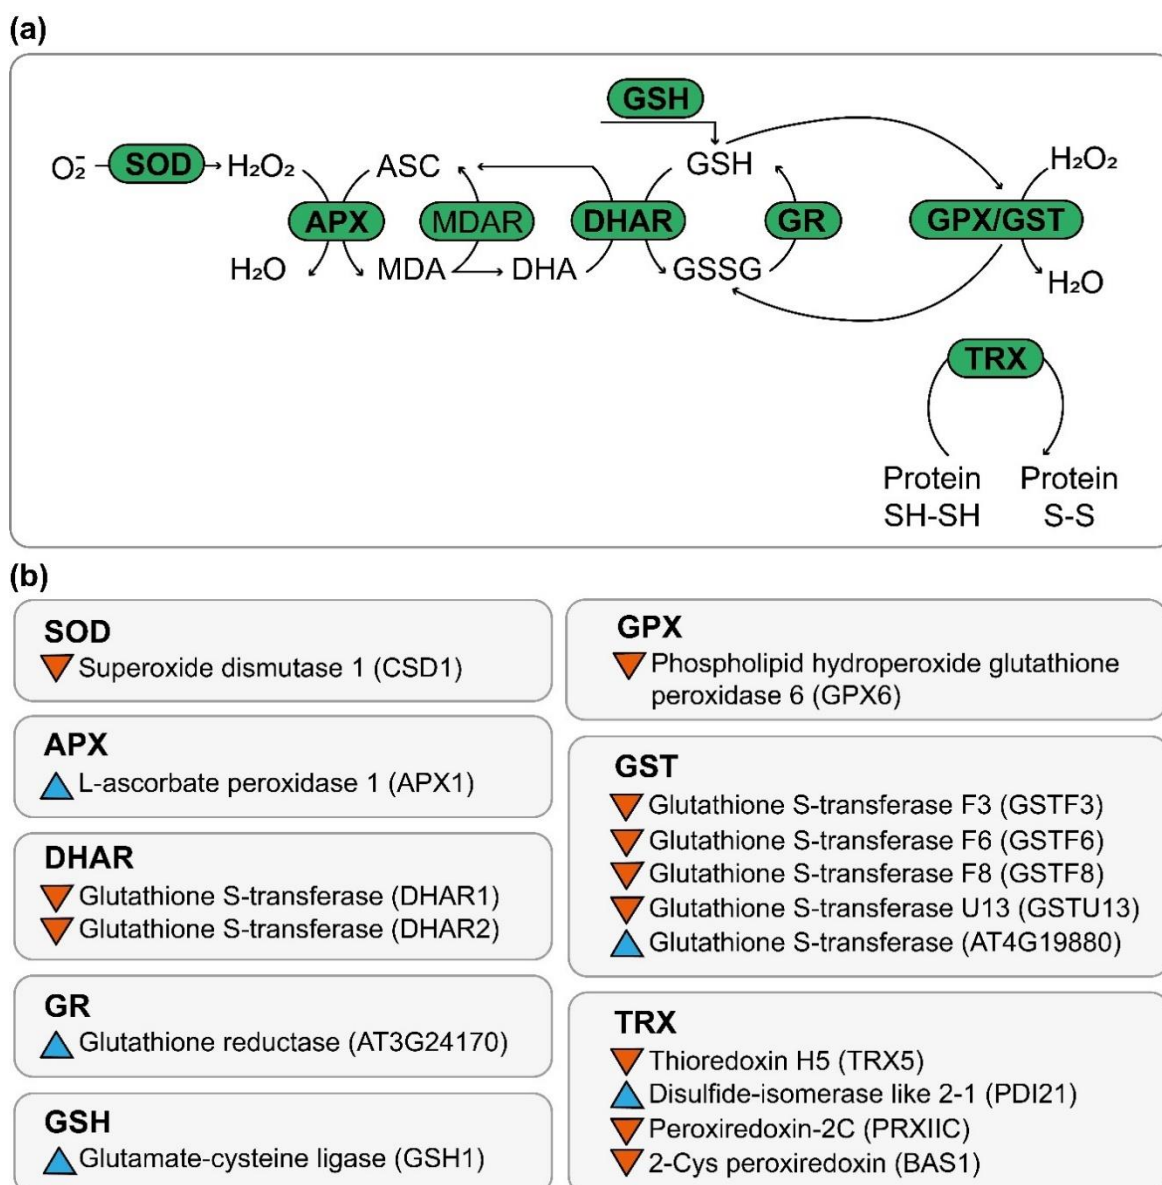 (a)
GSH
O₂⁻ SOD H₂O₂ ASC GSH H₂O₂
APX MDAR DHAR GR GPX/GST
H₂O MDA DHA GSSG H₂O
TRX
Protein Protein
SH-SH S-S
(b)
SOD
Superoxide dismutase 1 (CSD1)
APX
L-ascorbate peroxidase 1 (APX1)
DHAR
Glutathione S-transferase (DHAR1)
Glutathione S-transferase (DHAR2)
GR
Glutathione reductase (AT3G24170)
GSH
Glutamate-cysteine ligase (GSH1)
GPX
Phospholipid hydroperoxide glutathione
peroxidase 6 (GPX6)
GST
Glutathione S-transferase F3 (GSTF3)
Glutathione S-transferase F6 (GSTF6)
Glutathione S-transferase F8 (GSTF8)
Glutathione S-transferase U13 (GSTU13)
Glutathione S-transferase (AT4G19880)
TRX
Thioredoxin H5 (TRX5)
Disulfide-isomerase like 2-1 (PDI21)
Peroxiredoxin-2C (PRXIIC)
2-Cys peroxiredoxin (BAS1)